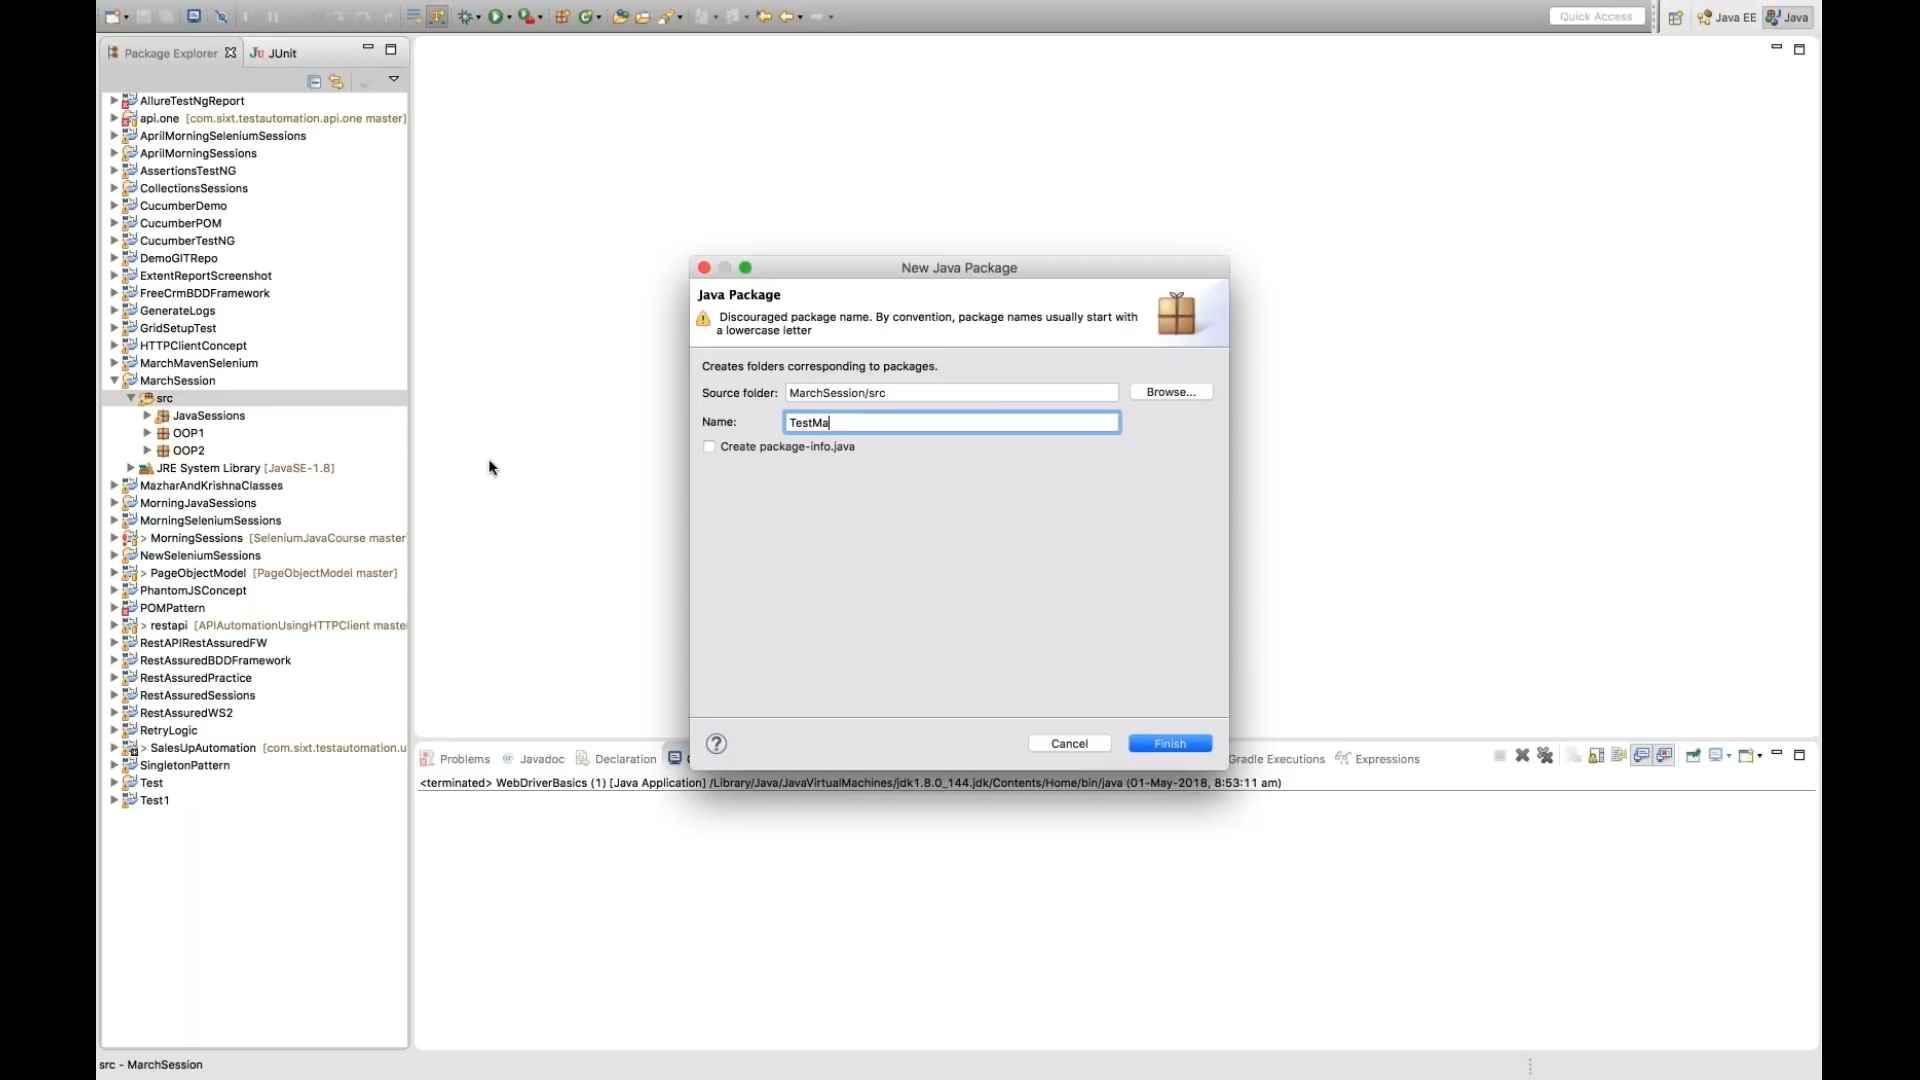 Quick Access
Java EE
Java
Package Explorer
JUnit
AllureTestNgReport
api.one [com.sixt.testautomation.api.one master]
AprilMorningSeleniumSessions
AprilMorningSessions
AssertionsTestNG
CollectionsSessions
CucumberDemo
CucumberPOM
CucumberTestNG
DemoGITRepo
ExtentReportScreenshot
FreeCrmBDDFramework
GenerateLogs
GridSetupTest
HTTPClientConcept
MarchMavenSelenium
MarchSession
src
JavaSessions
OOP1
OOP2
JRE System Library [JavaSE-1.8]
MazharAndKrishnaClasses
MorningJavaSessions
MorningSeleniumSessions
> MorningSessions [SeleniumJavaCourse master]
NewSeleniumSessions
> PageObjectModel [PageObjectModel master]
PhantomJSConcept
POMPattern
> restapi [APIAutomationUsingHTTPClient maste
RestAPIRestAssuredFW
RestAssuredBDDFramework
RestAssuredPractice
RestAssuredSessions
RestAssuredWS2
RetryLogic
> SalesUpAutomation [com.sixt.testautomation.u
SingletonPattern
Test
Test1
New Java Package
Java Package
Discouraged package name. By convention, package names usually start with
a lowercase letter
Creates folders corresponding to packages.
Source folder: MarchSession/src Browse...
Name: TestMa
Create package-info.java
? Cancel Finish
Problems @ Javadoc Declaration Gradle Executions Expressions
<terminated> WebDriverBasics (1) [Java Application] /Library/Java/JavaVirtualMachines/jdk1.8.0_144.jdk/Contents/Home/bin/java (01-May-2018, 8:53:11 am)
src - MarchSession